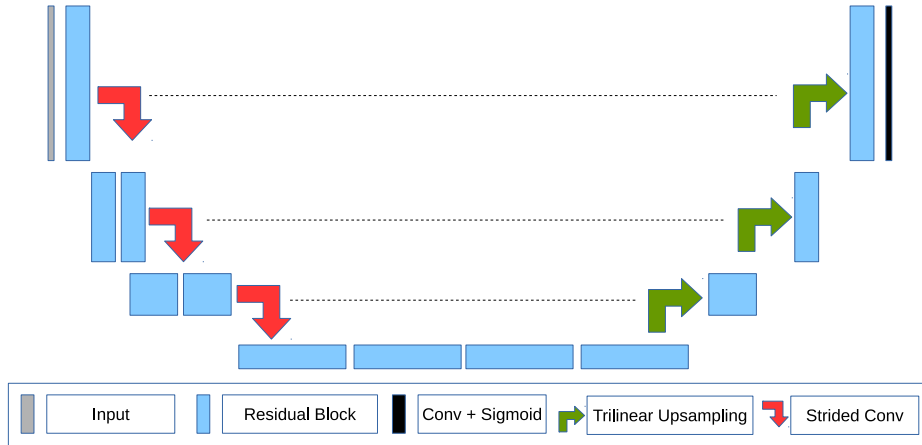 Input
Residual Block
Conv + Sigmoid
Trilinear Upsampling
Strided Conv